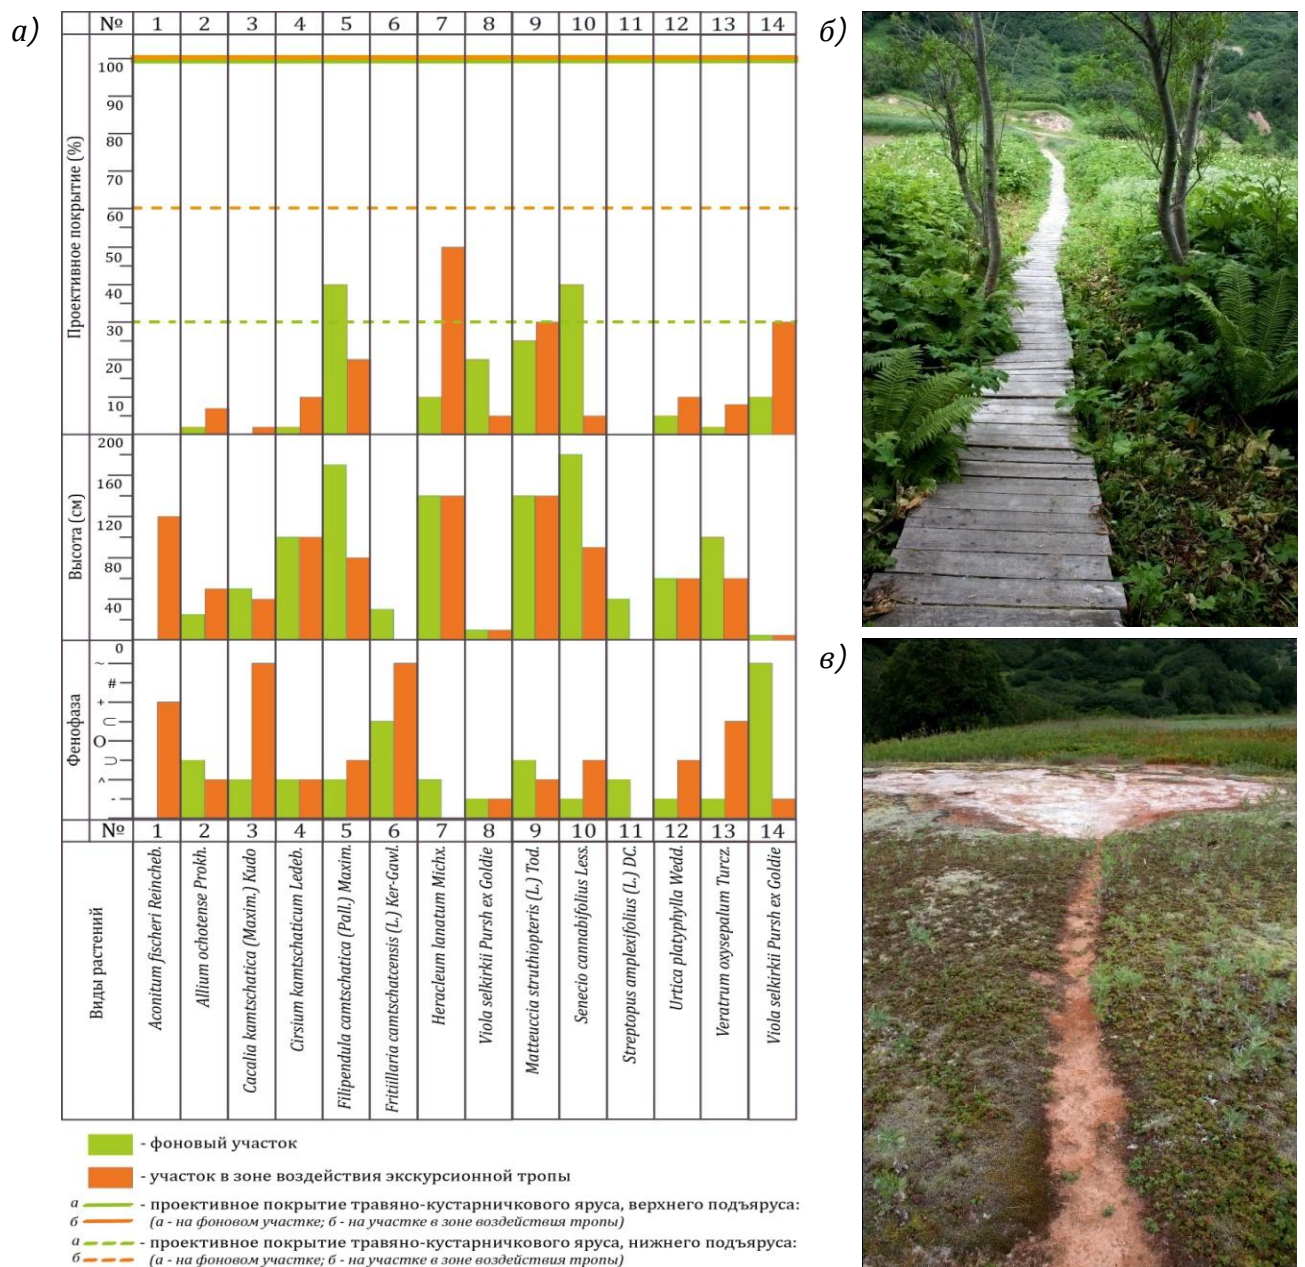 а)
№ 1 2 3 4 5 6 7 8 9 10 11 12 13 14
Проективное покрытие (%)
100
90
80
70
60
50
40
30
20
10
Высота (см)
200
160
120
80
40
0
Фенофаза
~
#
+
⊂
О
⊃
^
-
№ 1 2 3 4 5 6 7 8 9 10 11 12 13 14
Виды растений
Aconitum fischeri Reincheb.
Allium ochotense Prokh.
Cacalia kamtschatica (Maxim.) Kudo
Cirsium kamtschaticum Ledeb.
Filipendula camtschatica (Pall.) Maxim.
Fritiillaria camtschatcensis (L.) Ker-Gawl.
Heracleum lanatum Michx.
Viola selkirkii Pursh ex Goldie
Matteuccia struthiopteris (L.) Tod.
Senecio cannabifolius Less.
Streptopus amplexifolius (L.) DC.
Urtica platyphylla Wedd.
Veratrum oxysepalum Turcz.
Viola selkirkii Pursh ex Goldie
- фоновый участок
- участок в зоне воздействия экскурсионной тропы
а - проективное покрытие травяно-кустарничкового яруса, верхнего подъяруса:
б (а - на фоновом участке; б - на участке в зоне воздействия тропы)
а - проективное покрытие травяно-кустарничкового яруса, нижнего подъяруса:
б (а - на фоновом участке; б - на участке в зоне воздействия тропы)
б)
в)